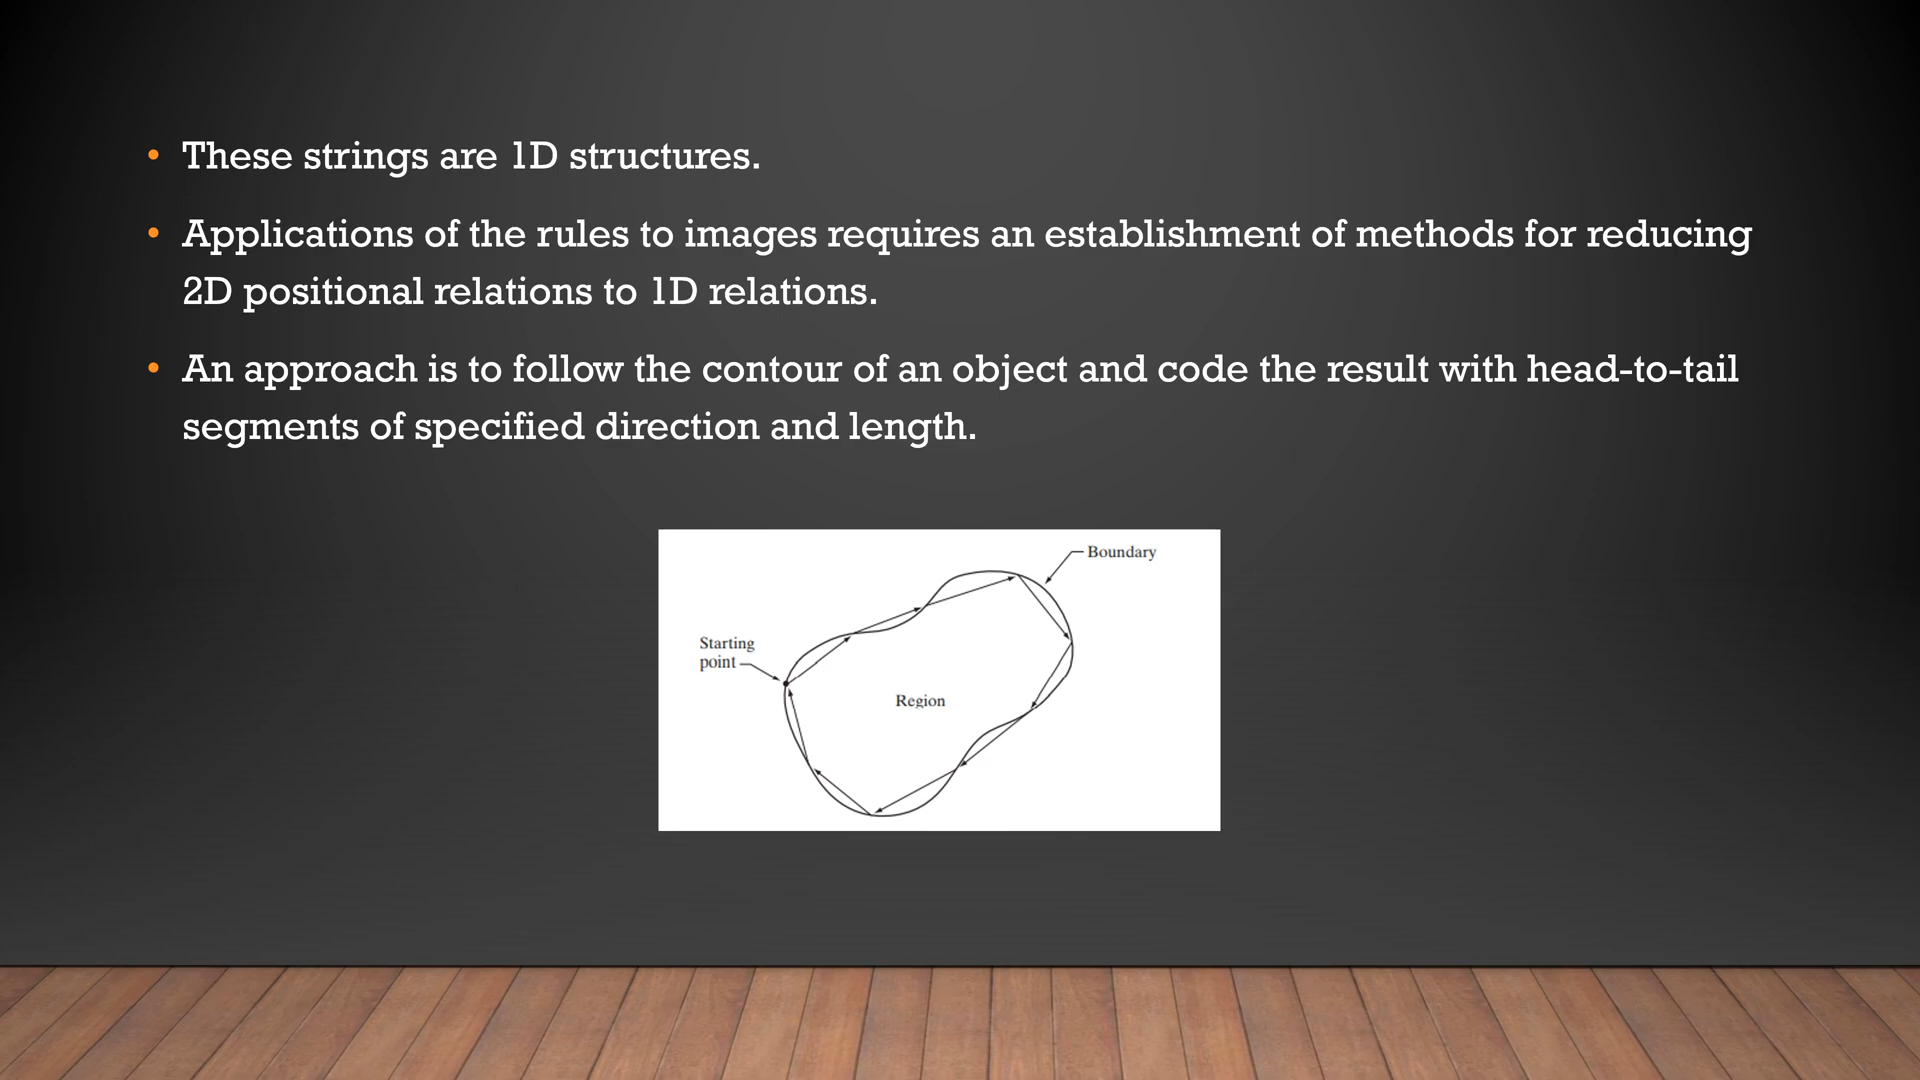 • These strings are 1D structures.
• Applications of the rules to images requires an establishment of methods for reducing
2D positional relations to 1D relations.
• An approach is to follow the contour of an object and code the result with head-to-tail
segments of specified direction and length.
Boundary
Starting
point
Region